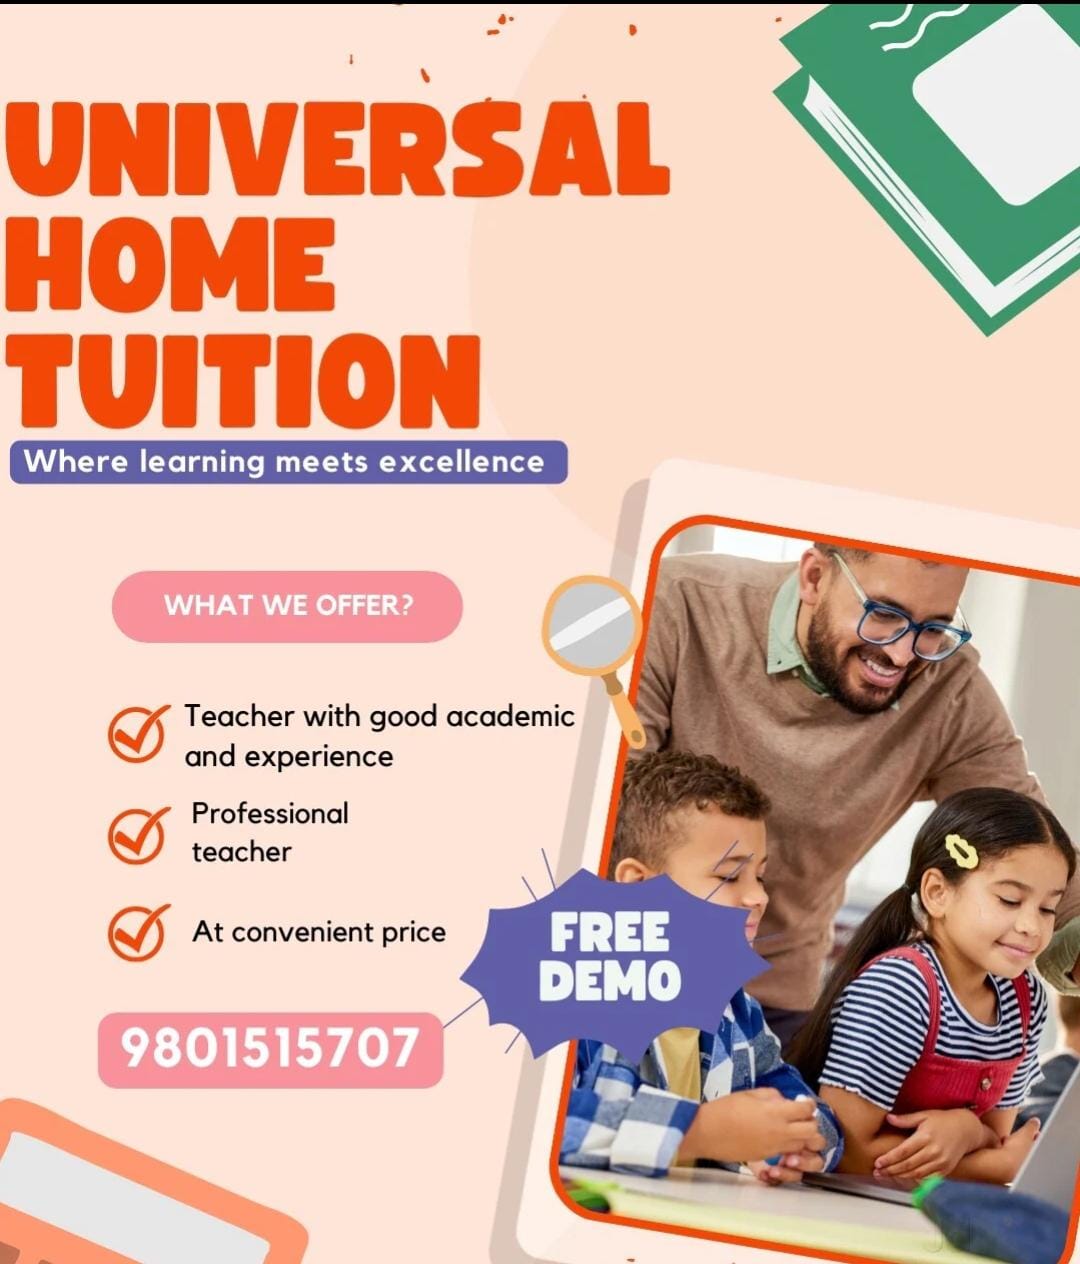 UNIVERSAL
HOME
TUITION
Where learning meets excellence
WHAT WE OFFER?
Teacher with good academic
and experience
Professional
teacher
At convenient price
FREE
DEMO
9801515707